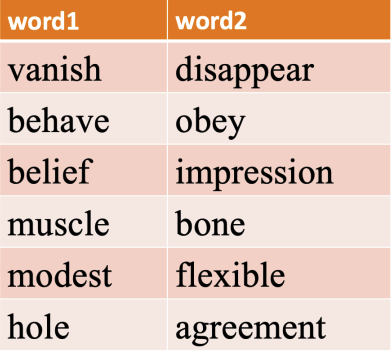 word1 word2
vanish disappear
behave obey
belief impression
muscle bone
modest flexible
hole agreement